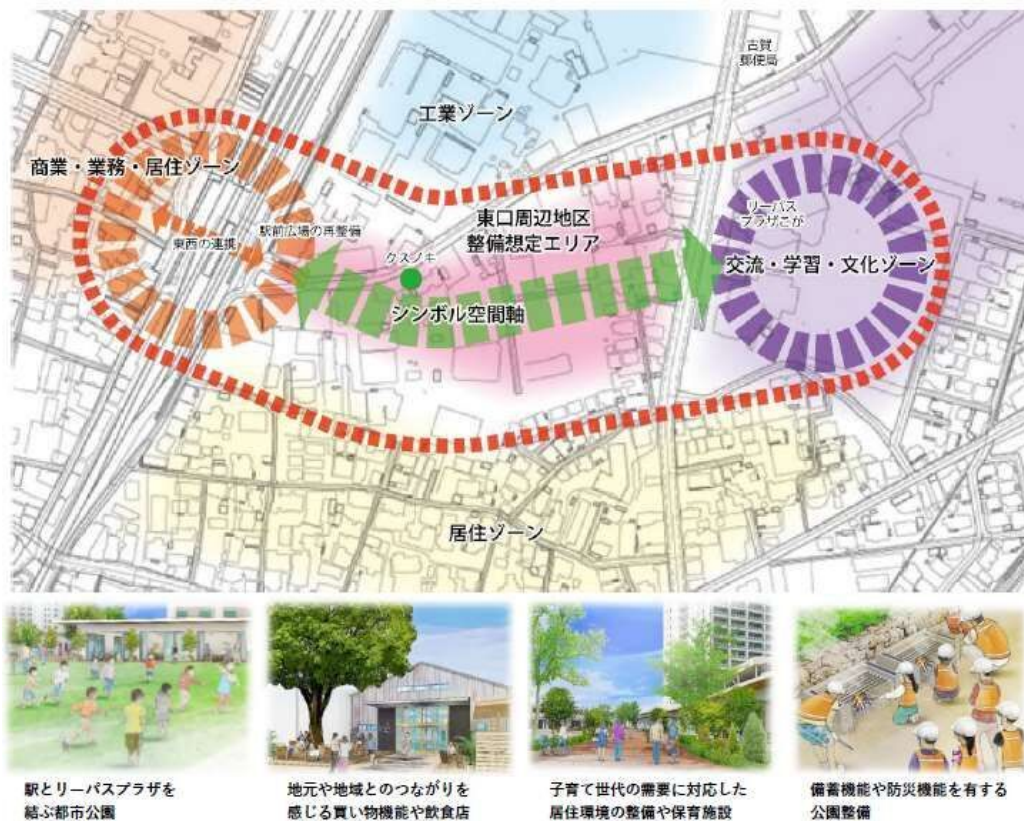 古賀
郵便局
工業ゾーン
商業・業務・居住ゾーン
東西の連携
駅前広場の再整備
東口周辺地区
整備想定エリア
クスノキ
シンボル空間軸
リーパス
プラザこが
交流・学習・文化ゾーン
居住ゾーン
駅とリーパスプラザを
結ぶ都市公園
地元や地域とのつながりを
感じる買い物機能や飲食店
子育て世代の需要に対応した
居住環境の整備や保育施設
備蓄機能や防災機能を有する
公園整備